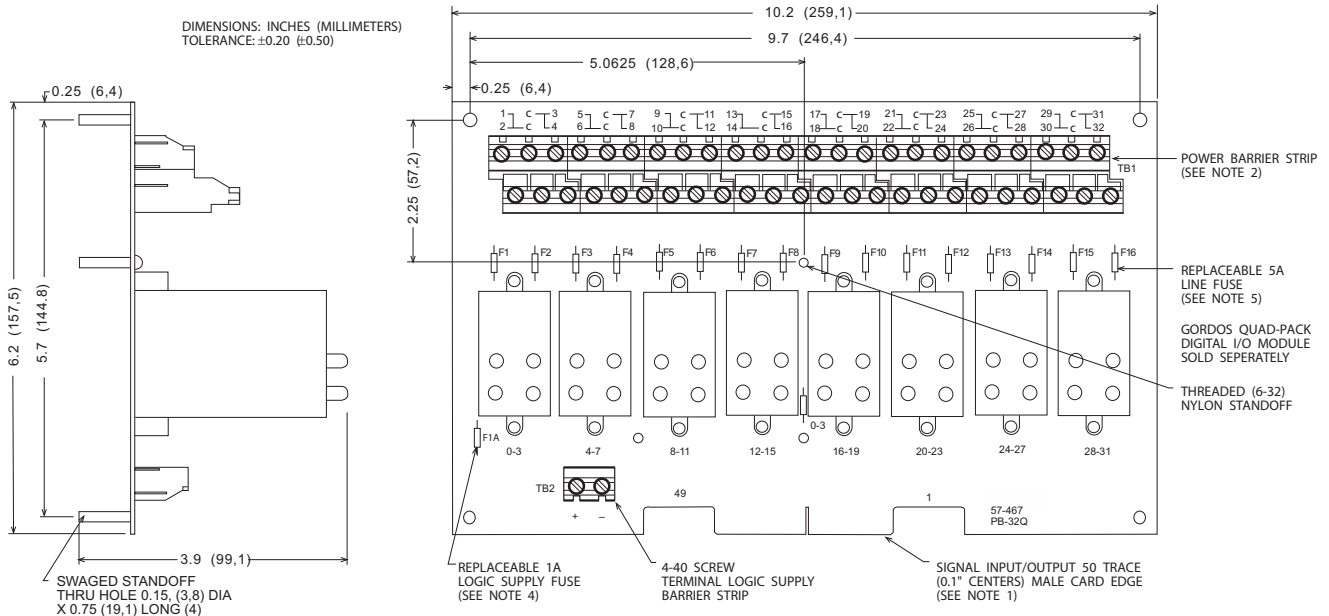 DIMENSIONS: INCHES (MILLIMETERS)
TOLERANCE: ±0.20 (±0.50)
10.2 (259,1)
9.7 (246,4)
5.0625 (128,6)
0.25 (6,4)
0.25 (6,4)
6.2 (157,5)
5.7 (144.8)
2.25 (57,2)
3.9 (99,1)
1 C 3 5 C 7 9 C 11 13 C 15 17 C 19 21 C 23 25 C 27 29 C 31
2 C 4 6 C 8 10 C 12 14 C 16 18 C 20 22 C 24 26 C 28 30 C 32
TB1
POWER BARRIER STRIP
(SEE NOTE 2)
F1 F2 F3 F4 F5 F6 F7 F8 F9 F10 F11 F12 F13 F14 F15 F16
REPLACEABLE 5A
LINE FUSE
(SEE NOTE 5)
GORDOS QUAD-PACK
DIGITAL I/O MODULE
SOLD SEPERATELY
THREADED (6-32)
NYLON STANDOFF
0-3
F1A
0-3 4-7 8-11 12-15 16-19 20-23 24-27 28-31
TB2
+ –
49
1
57-467
PB-32Q
SWAGED STANDOFF
THRU HOLE 0.15, (3,8) DIA
X 0.75 (19,1) LONG (4)
REPLACEABLE 1A
LOGIC SUPPLY FUSE
(SEE NOTE 4)
4-40 SCREW
TERMINAL LOGIC SUPPLY
BARRIER STRIP
SIGNAL INPUT/OUTPUT 50 TRACE
(0.1" CENTERS) MALE CARD EDGE
(SEE NOTE 1)